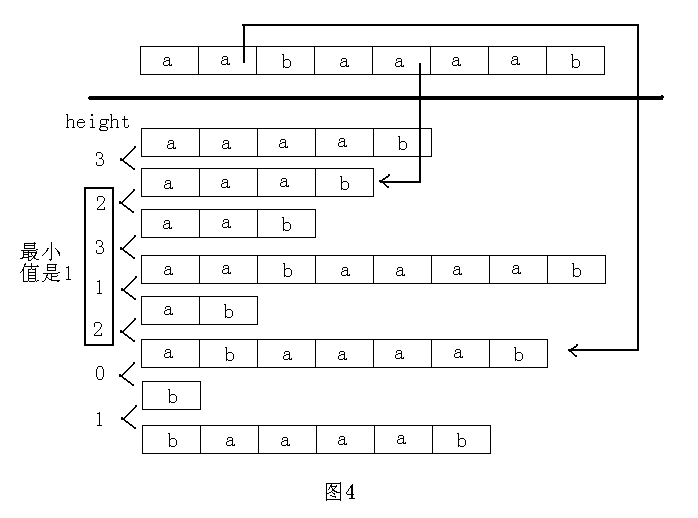 a a b a a a a b
height
a a a a b
3
a a a b
2
a a b
3
最小
值是1
a a b a a a a b
1
a b
2
a b a a a a b
0
b
1
b a a a a b
图4